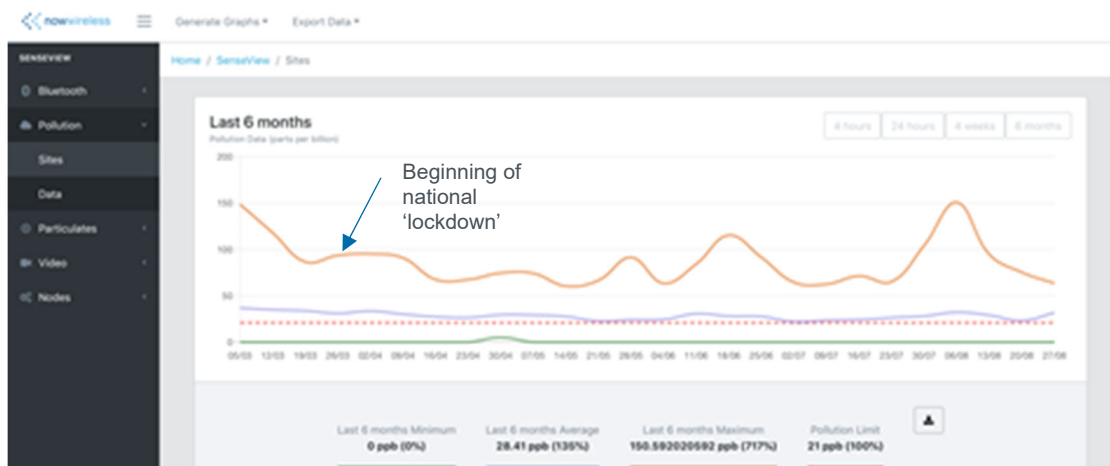 nowwireless
Generate Graphs
Export Data
SENSEVIEW
Home / SenseView / Sites
Bluetooth
Pollution
Sites
Data
Particulates
Video
Nodes
Last 6 months
Pollution Data (parts per billion)
4 hours 24 hours 4 weeks 6 months
Beginning of
national
‘lockdown’
200
150
100
50
0
05/03 12/03 19/03 26/03 02/04 09/04 16/04 23/04 30/04 07/05 14/05 21/05 28/05 04/06 11/06 18/06 25/06 02/07 09/07 16/07 23/07 30/07 06/08 13/08 20/08 27/08
Last 6 months Minimum
0 ppb (0%)
Last 6 months Average
28.41 ppb (135%)
Last 6 months Maximum
150.592020592 ppb (717%)
Pollution Limit
21 ppb (100%)